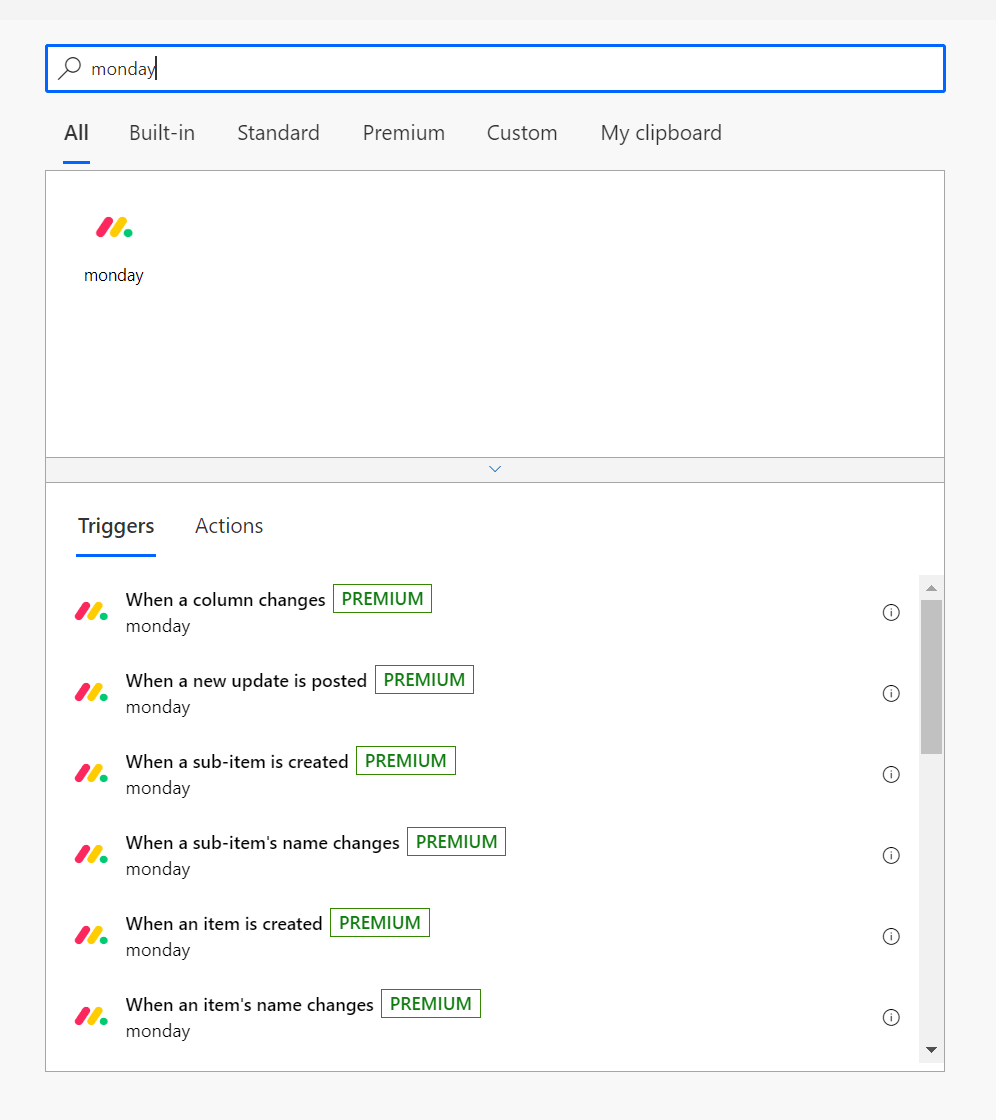 monday
All Built-in Standard Premium Custom My clipboard
monday
Triggers Actions
When a column changes PREMIUM
monday
When a new update is posted PREMIUM
monday
When a sub-item is created PREMIUM
monday
When a sub-item's name changes PREMIUM
monday
When an item is created PREMIUM
monday
When an item's name changes PREMIUM
monday